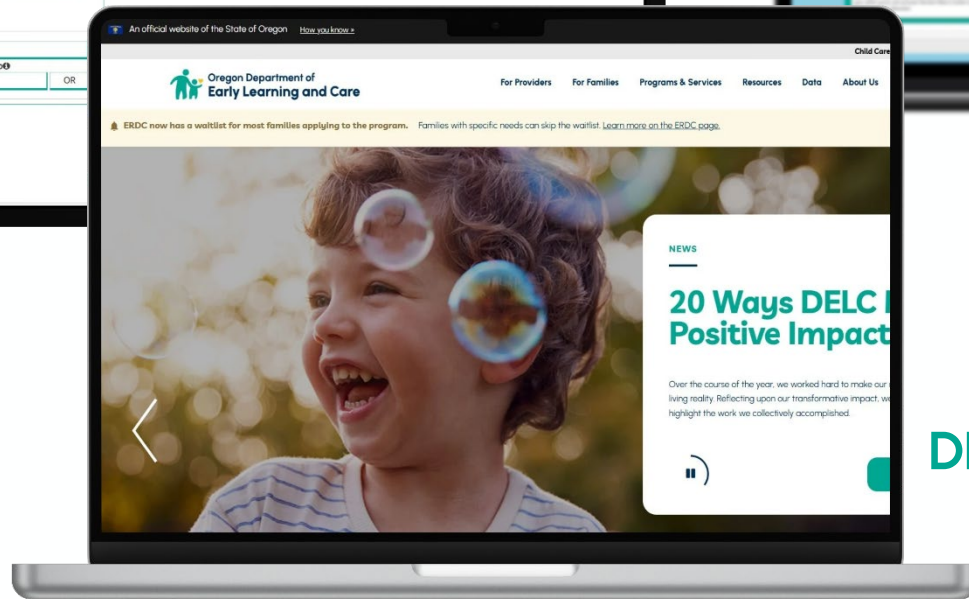 An official website of the State of Oregon How you know »
Child Care
OR
Oregon Department of
Early Learning and Care
For Providers For Families Programs & Services Resources Data About Us
ERDC now has a waitlist for most families applying to the program. Families with specific needs can skip the waitlist. Learn more on the ERDC page.
NEWS
20 Ways DELC
Positive Impact
Over the course of the year, we worked hard to make our
living reality. Reflecting upon our transformative impact, we
highlight the work we collectively accomplished.